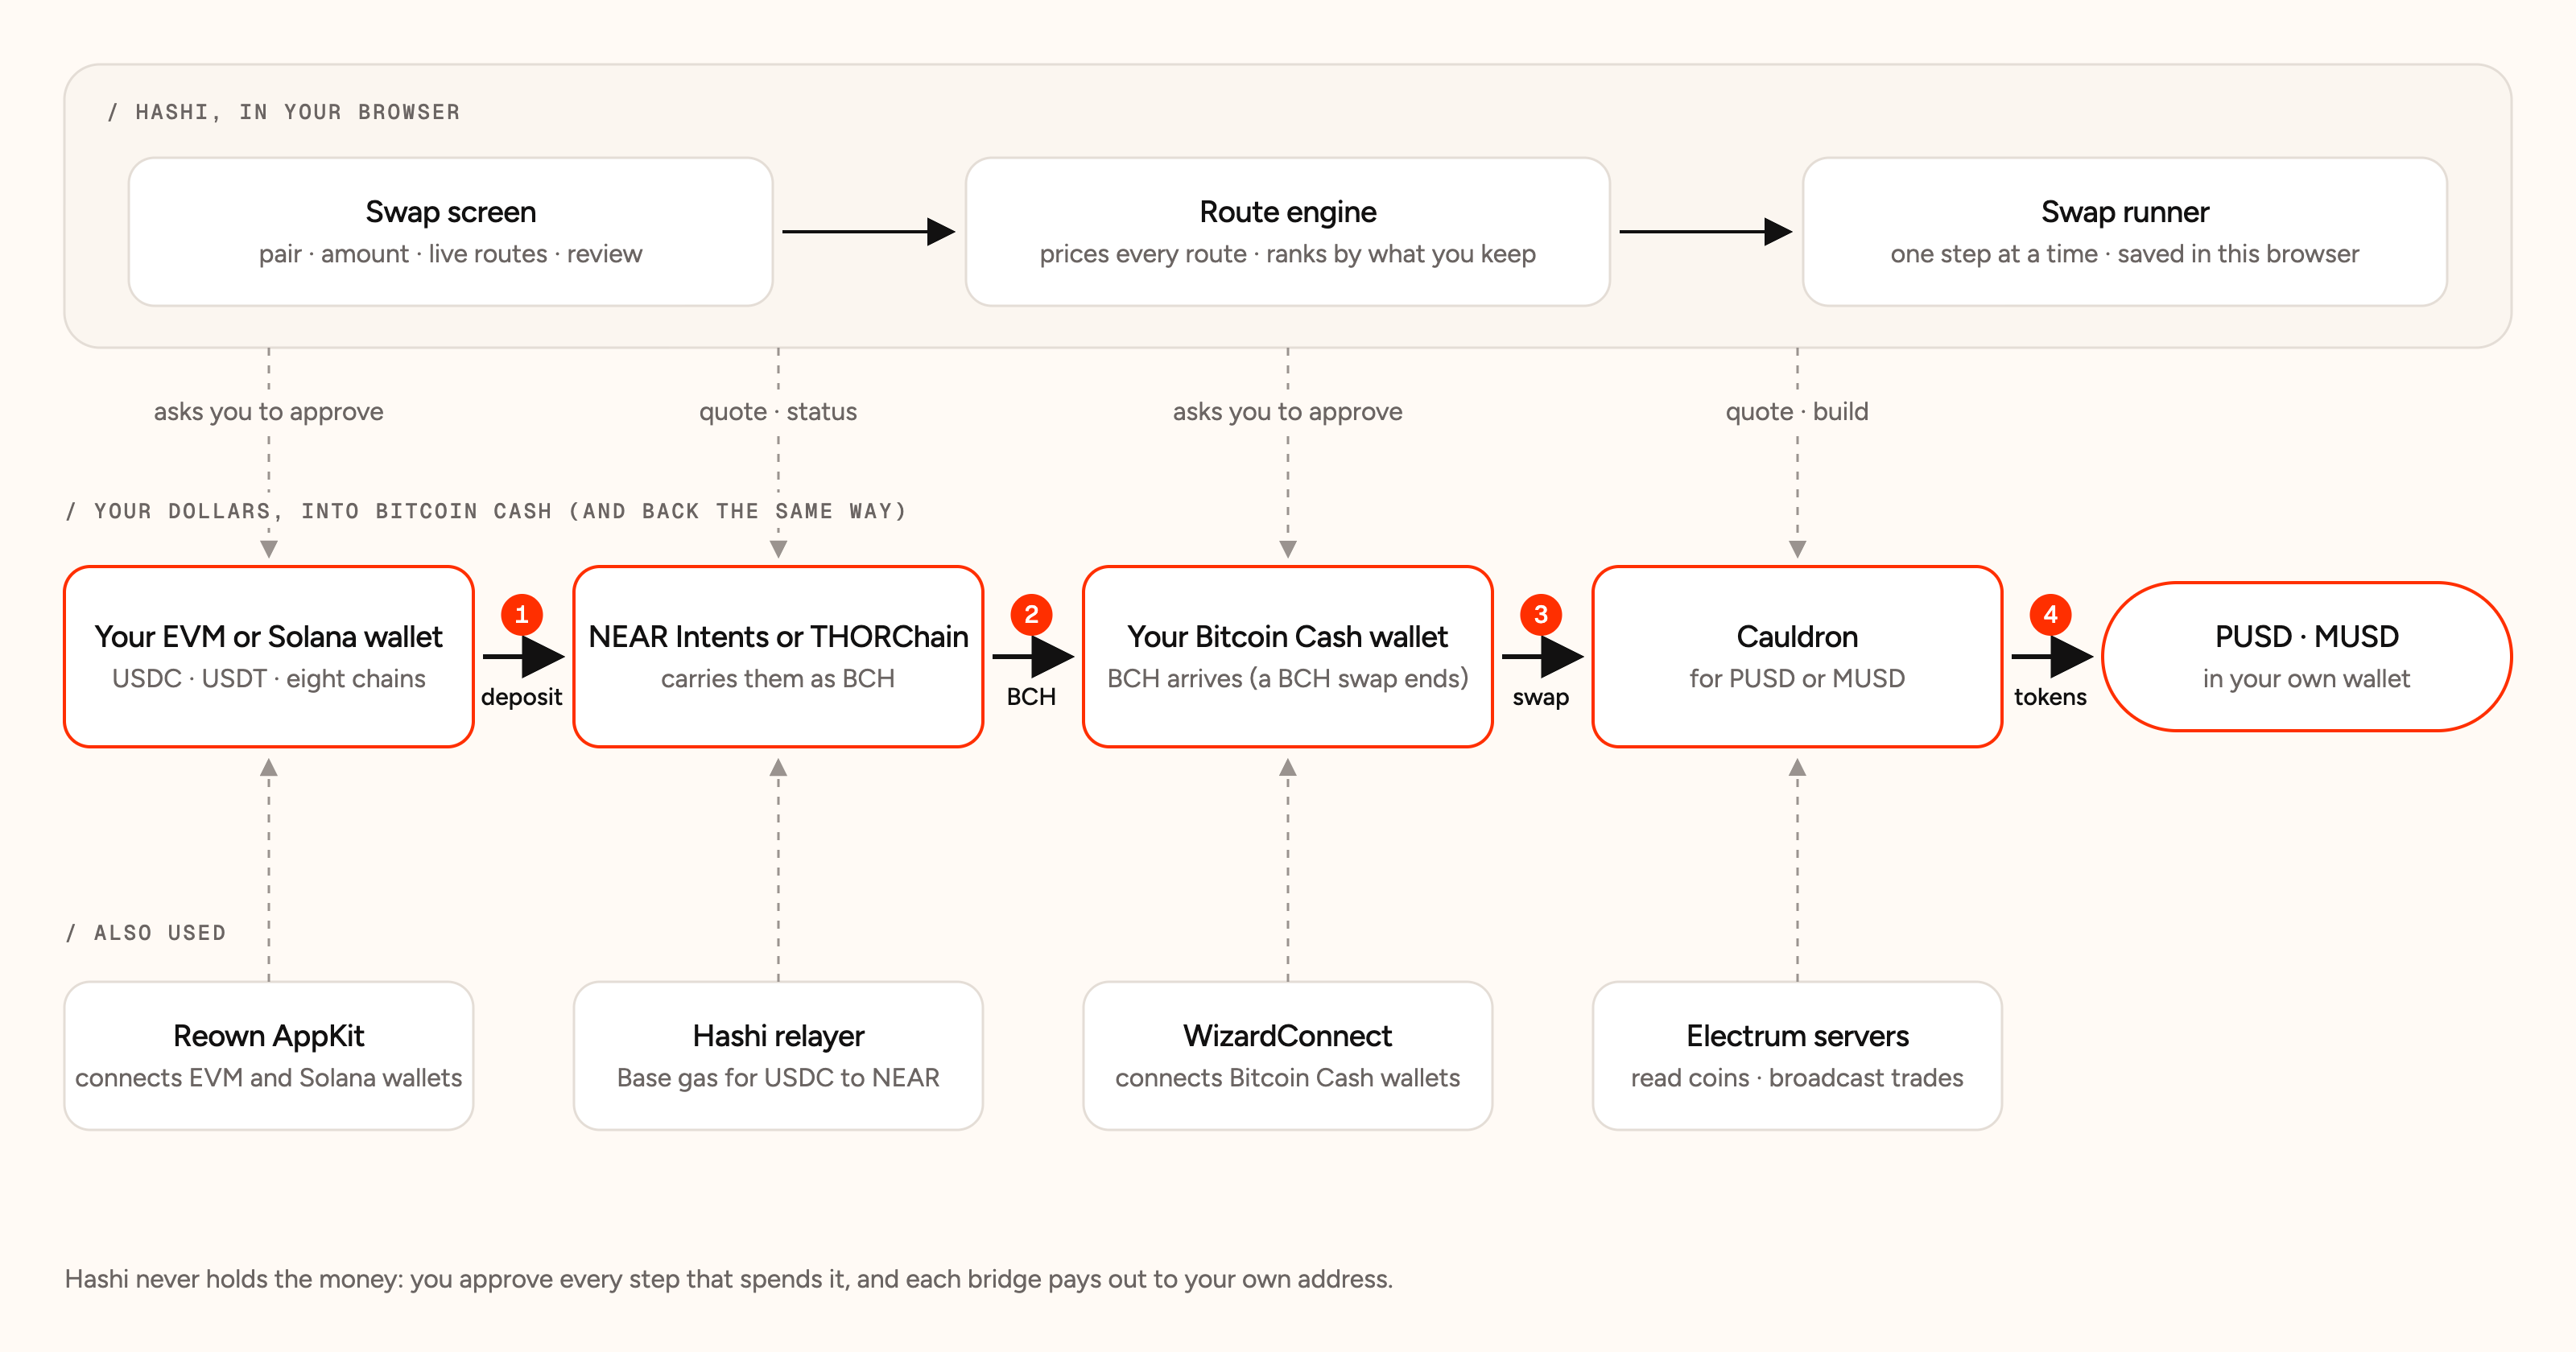 / HASHI, IN YOUR BROWSER
Swap screen
pair · amount · live routes · review
Route engine
prices every route · ranks by what you keep
Swap runner
one step at a time · saved in this browser
asks you to approve
quote · status
asks you to approve
quote · build
/ YOUR DOLLARS, INTO BITCOIN CASH (AND BACK THE SAME WAY)
Your EVM or Solana wallet
USDC · USDT · eight chains
1
deposit
NEAR Intents or THORChain
carries them as BCH
2
BCH
Your Bitcoin Cash wallet
BCH arrives (a BCH swap ends)
3
swap
Cauldron
for PUSD or MUSD
4
tokens
PUSD · MUSD
in your own wallet
/ ALSO USED
Reown AppKit
connects EVM and Solana wallets
Hashi relayer
Base gas for USDC to NEAR
WizardConnect
connects Bitcoin Cash wallets
Electrum servers
read coins · broadcast trades
Hashi never holds the money: you approve every step that spends it, and each bridge pays out to your own address.